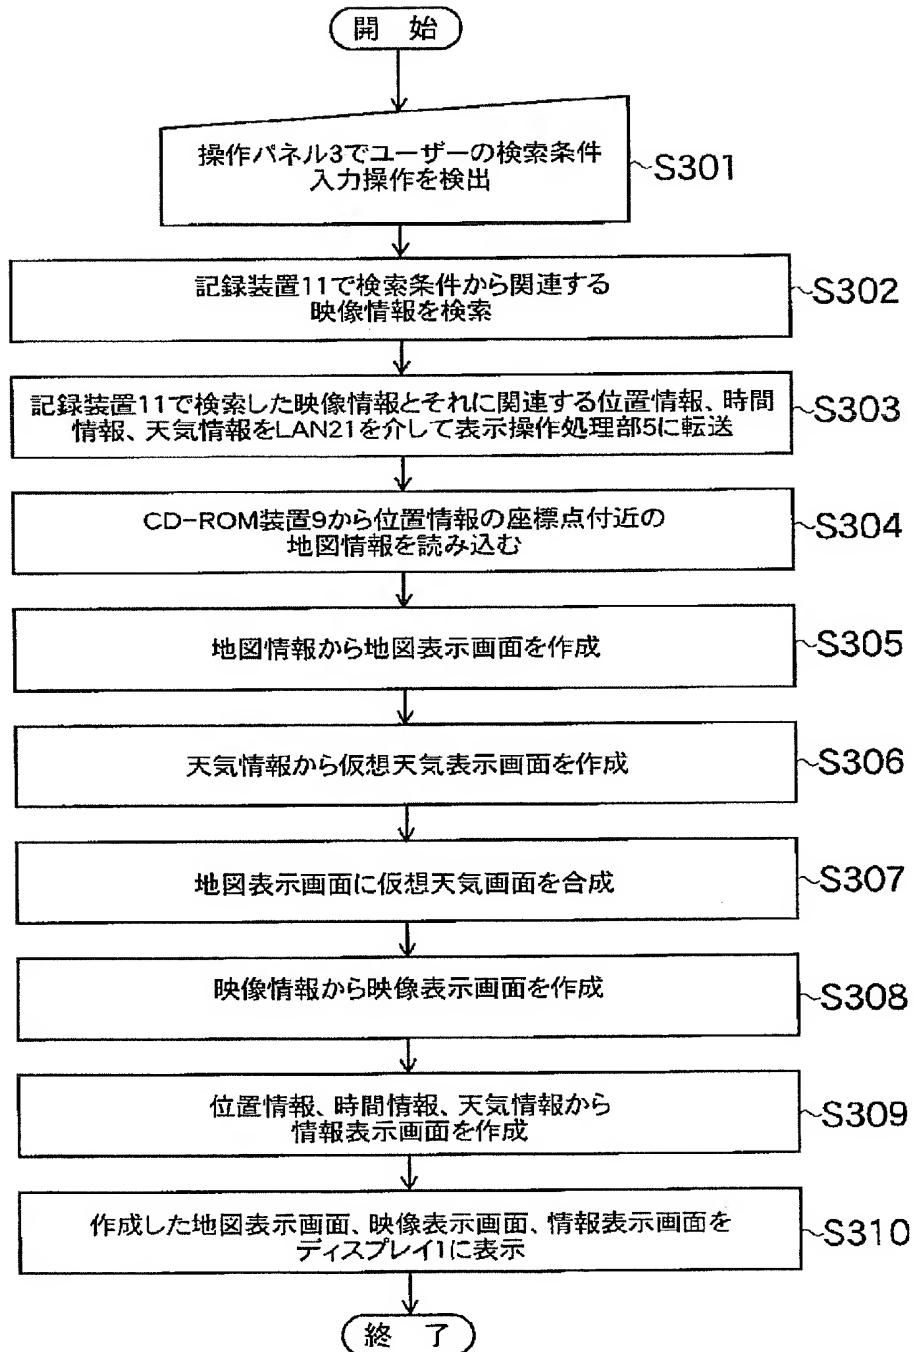 開 始
操作パネル3でユーザーの検索条件
入力操作を検出
S301
記録装置11で検索条件から関連する
映像情報を検索
S302
記録装置11で検索した映像情報とそれに関連する位置情報、時間
情報、天気情報をLAN21を介して表示操作処理部5に転送
S303
CD-ROM装置9から位置情報の座標点付近の
地図情報を読み込む
S304
地図情報から地図表示画面を作成
S305
天気情報から仮想天気表示画面を作成
S306
地図表示画面に仮想天気画面を合成
S307
映像情報から映像表示画面を作成
S308
位置情報、時間情報、天気情報から
情報表示画面を作成
S309
作成した地図表示画面、映像表示画面、情報表示画面を
ディスプレイ1に表示
S310
終 了